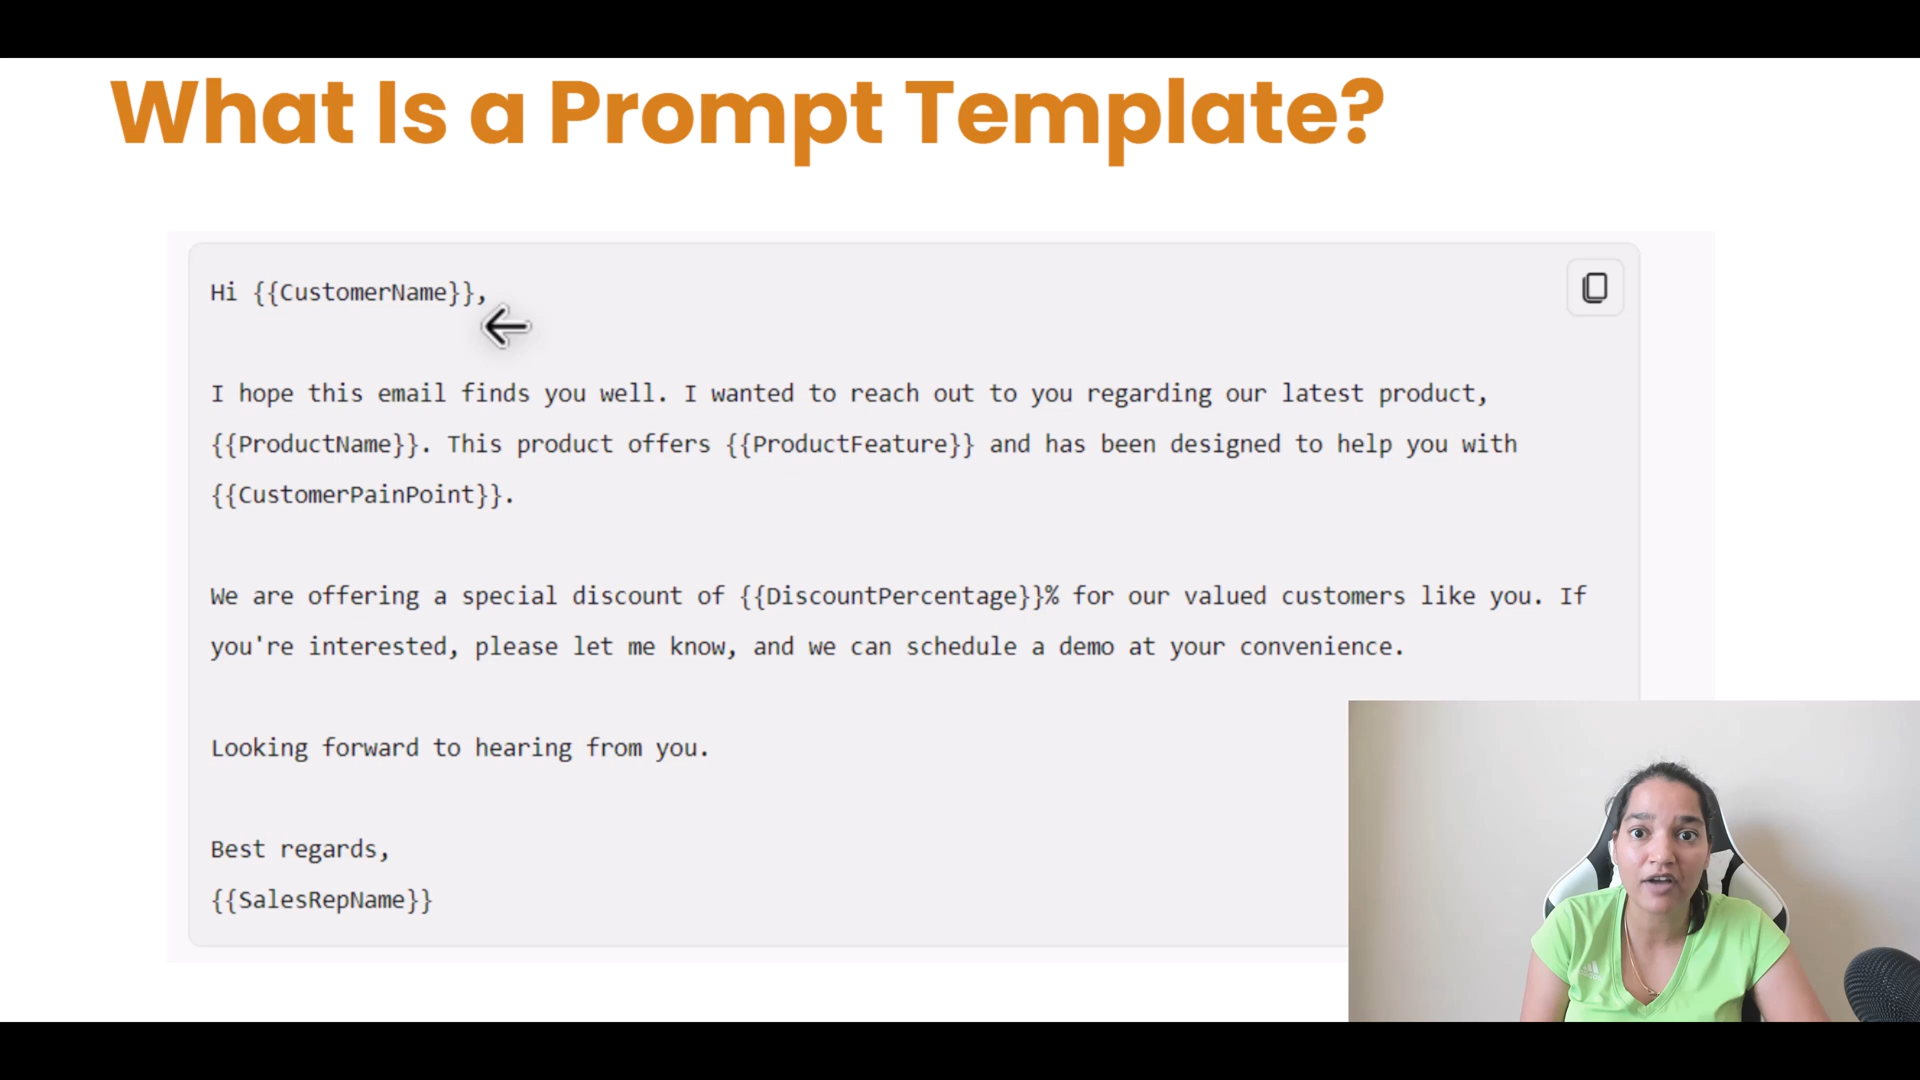 What Is a Prompt Template?
Hi {{CustomerName}},
I hope this email finds you well. I wanted to reach out to you regarding our latest product,
{{ProductName}}. This product offers {{ProductFeature}} and has been designed to help you with
{{CustomerPainPoint}}.
We are offering a special discount of {{DiscountPercentage}}% for our valued customers like you. If
you're interested, please let me know, and we can schedule a demo at your convenience.
Looking forward to hearing from you.
Best regards,
{{SalesRepName}}